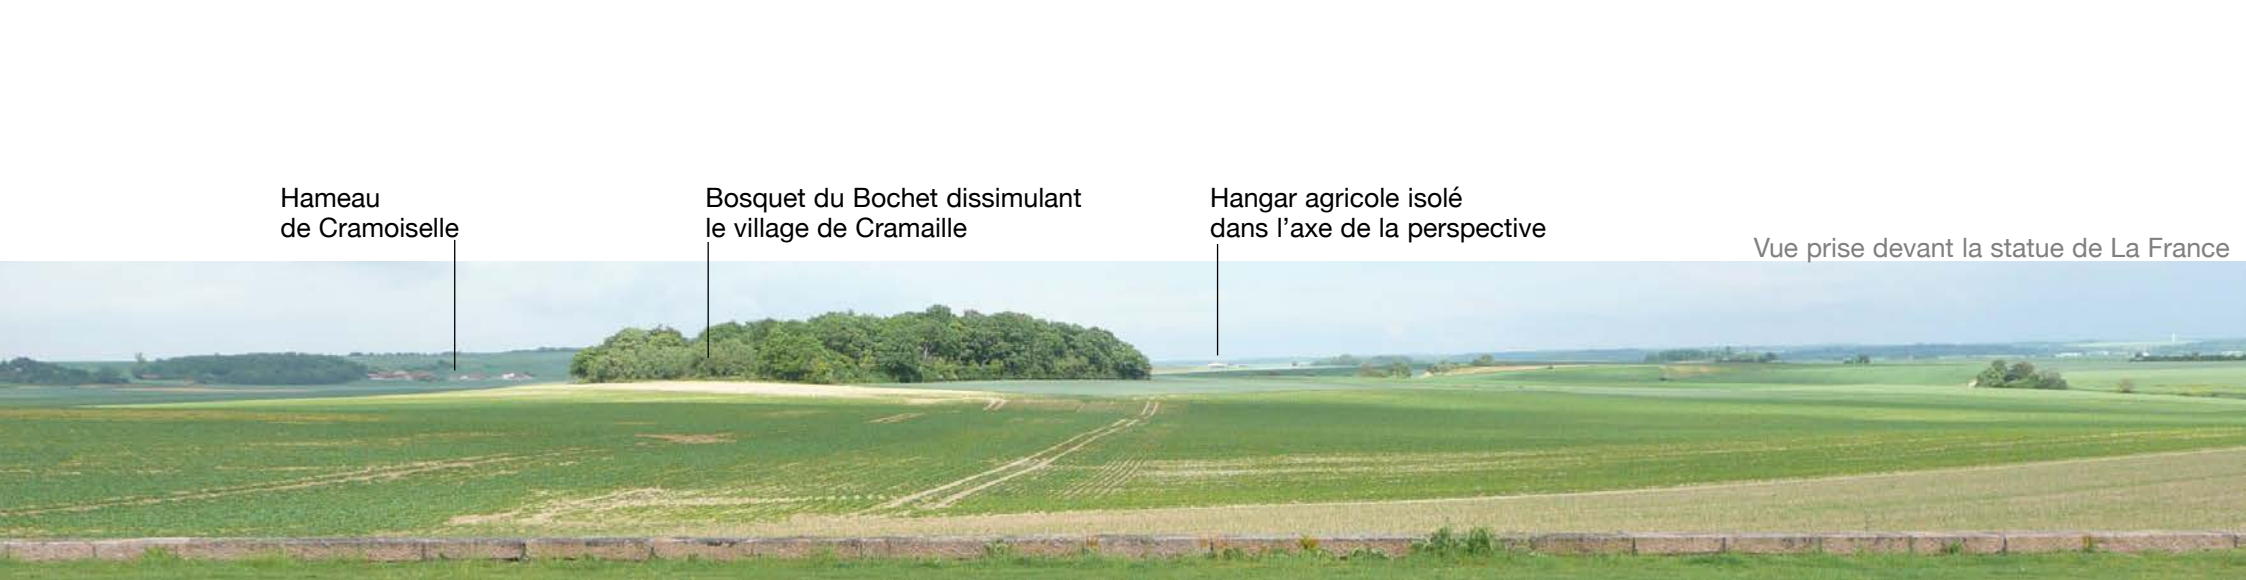 Hameau
de Cramoiselle
Bosquet du Bochet dissimulant
le village de Cramaille
Hangar agricole isolé
dans l’axe de la perspective
Vue prise devant la statue de La France